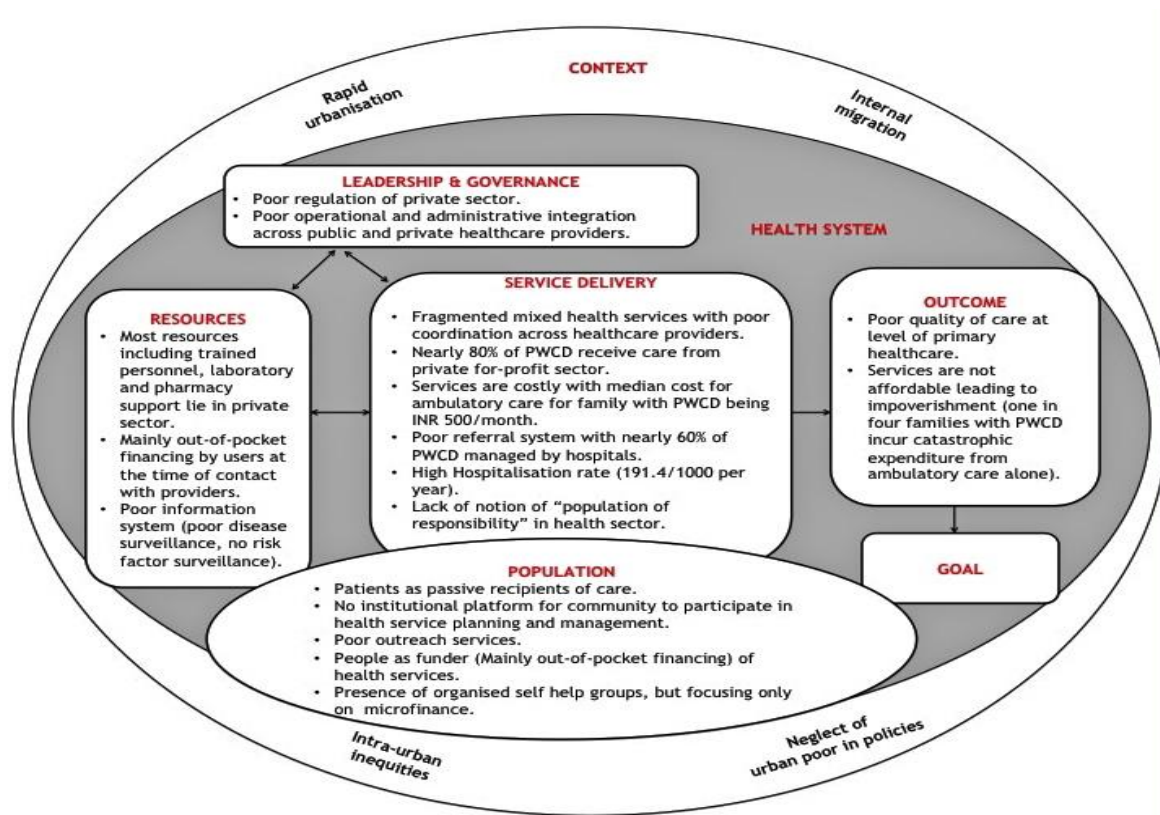 CONTEXT
Rapid
urbanisation
Internal
migration
LEADERSHIP & GOVERNANCE
• Poor regulation of private sector.
• Poor operational and administrative integration
across public and private healthcare providers.
HEALTH SYSTEM
RESOURCES
• Most resources
including trained
personnel, laboratory
and pharmacy
support lie in private
sector.
• Mainly out-of-pocket
financing by users at
the time of contact
with providers.
• Poor information
system (poor disease
surveillance, no risk
factor surveillance).
SERVICE DELIVERY
• Fragmented mixed health services with poor
coordination across healthcare providers.
• Nearly 80% of PWCD receive care from
private for-profit sector.
• Services are costly with median cost for
ambulatory care for family with PWCD being
INR 500/month.
• Poor referral system with nearly 60% of
PWCD managed by hospitals.
• High Hospitalisation rate (191.4/1000 per
year).
• Lack of notion of “population of
responsibility” in health sector.
OUTCOME
• Poor quality of care at
level of primary
healthcare.
• Services are not
affordable leading to
impoverishment (one in
four families with PWCD
incur catastrophic
expenditure from
ambulatory care alone).
GOAL
POPULATION
• Patients as passive recipients of care.
• No institutional platform for community to participate in
health service planning and management.
• Poor outreach services.
• People as funder (Mainly out-of-pocket financing) of
health services.
• Presence of organised self help groups, but focusing only
on microfinance.
Intra-urban
inequities
Neglect of
urban poor in policies